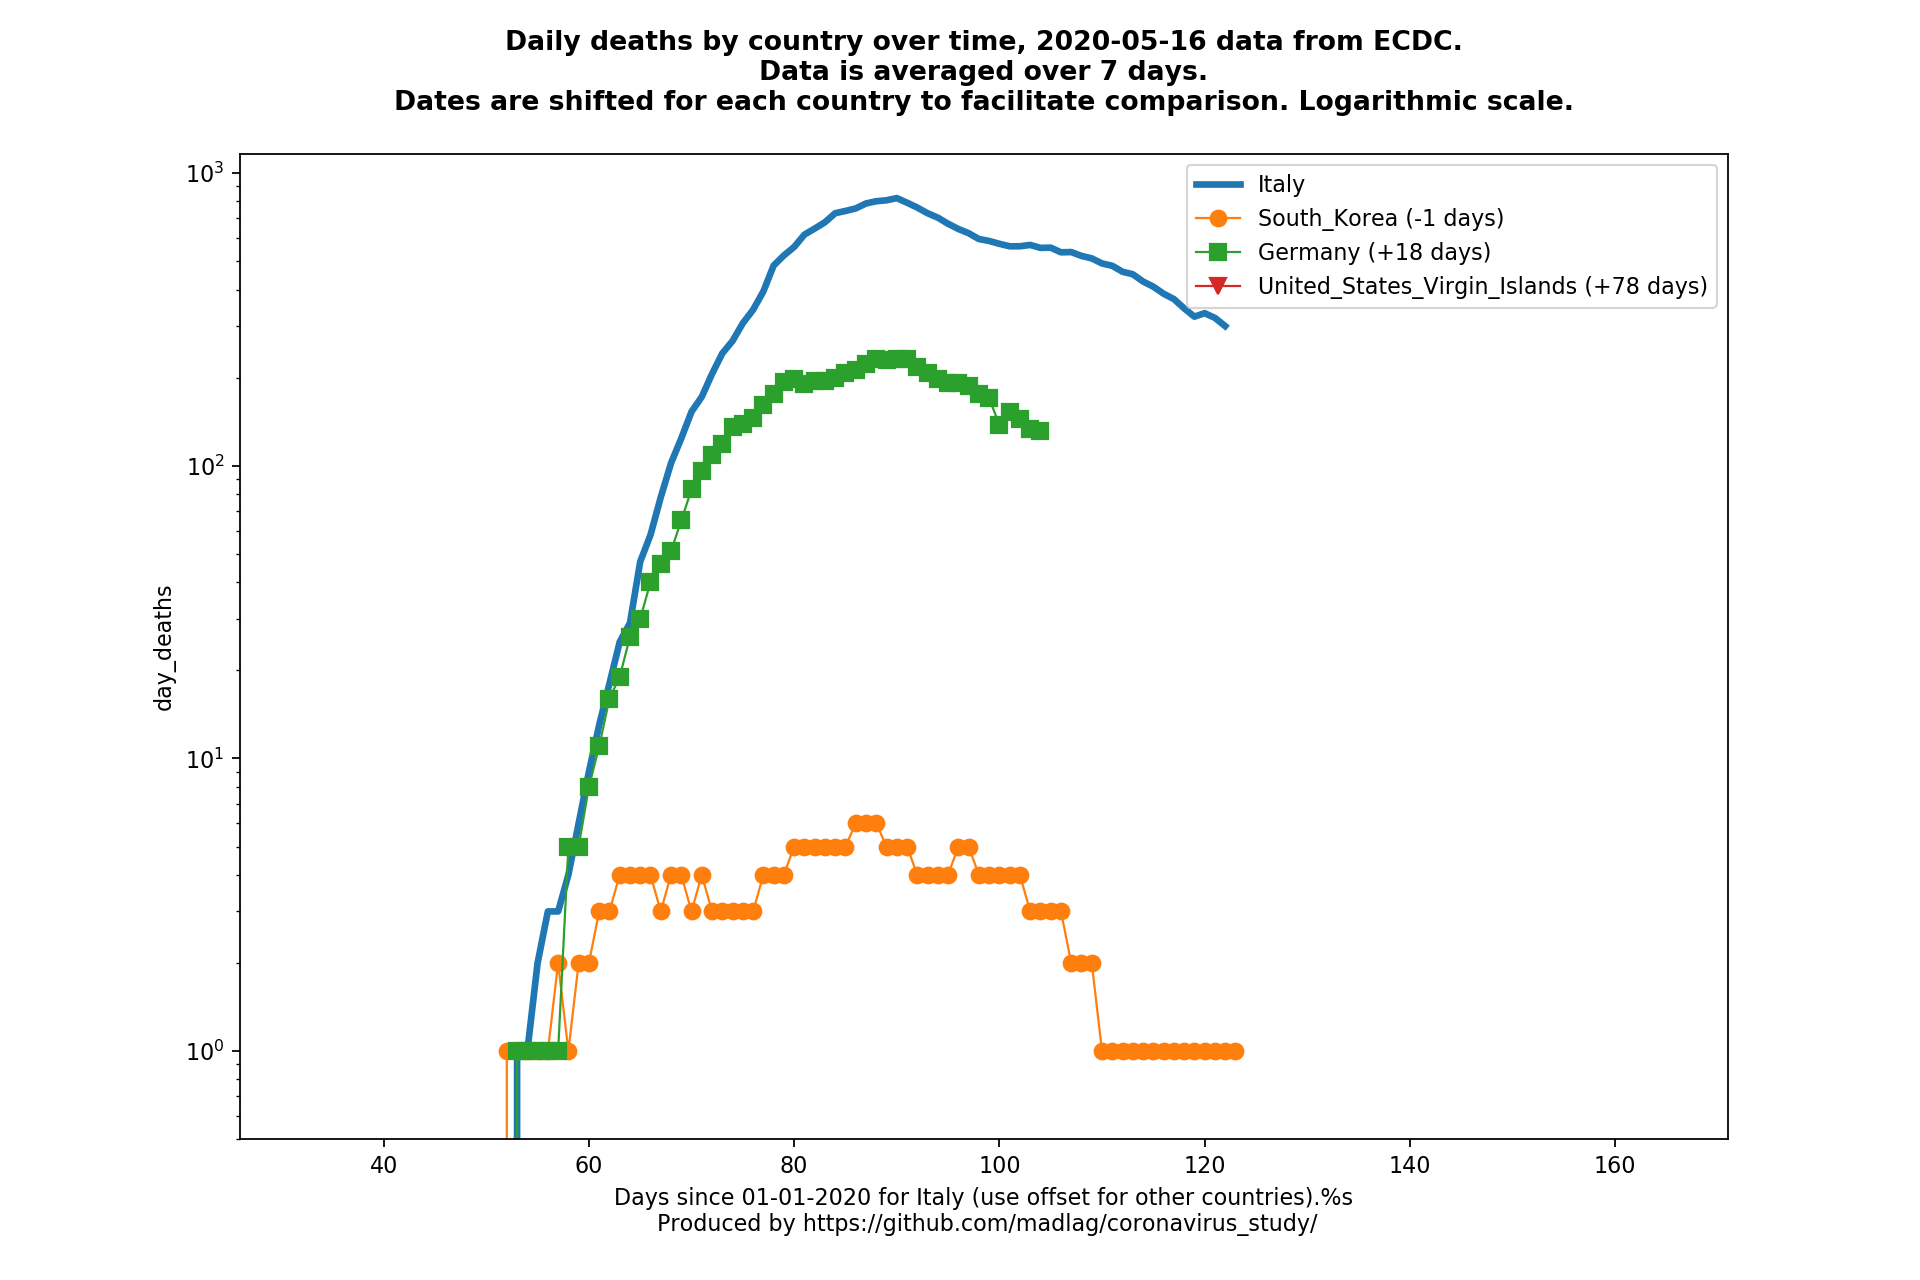 Daily deaths by country over time, 2020-05-16 data from ECDC.
Data is averaged over 7 days.
Dates are shifted for each country to facilitate comparison. Logarithmic scale.
10³
Italy
South_Korea (-1 days)
Germany (+18 days)
United_States_Virgin_Islands (+78 days)
10²
day_deaths
10¹
10⁰
40 60 80 100 120 140 160
Days since 01-01-2020 for Italy (use offset for other countries).%s
Produced by https://github.com/madlag/coronavirus_study/